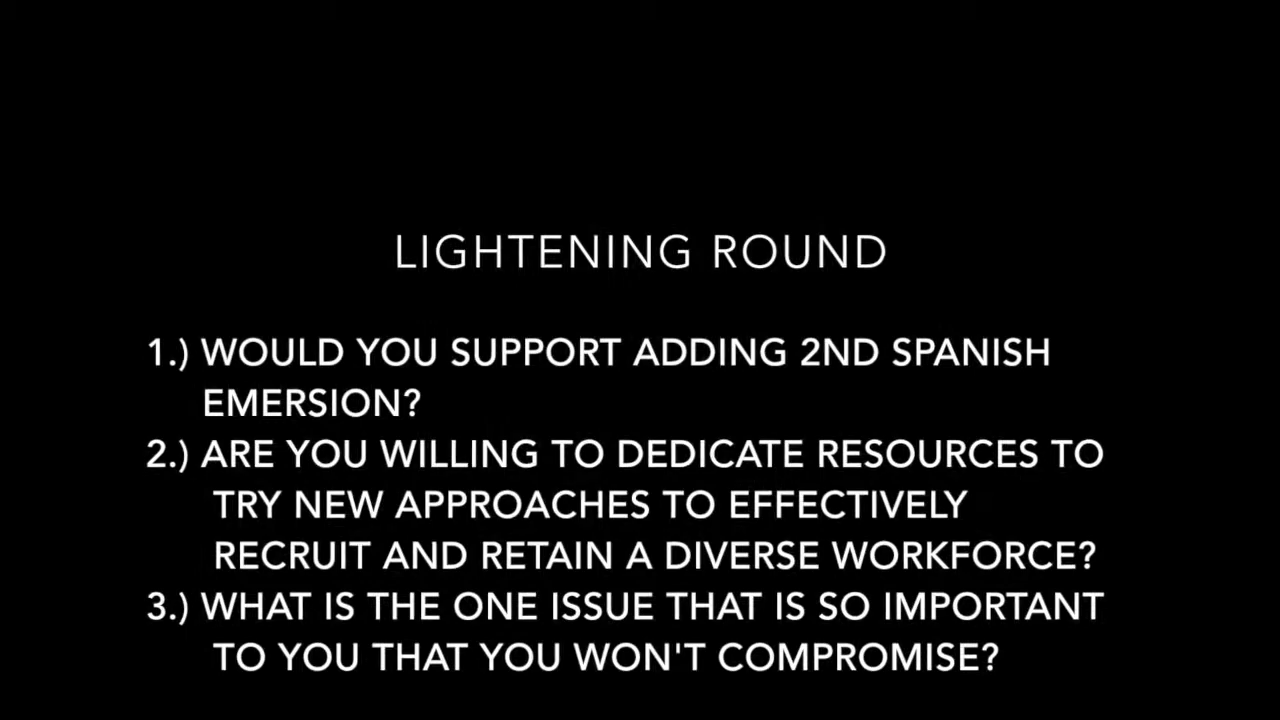 LIGHTENING ROUND
1.) WOULD YOU SUPPORT ADDING 2ND SPANISH
EMERSION?
2.) ARE YOU WILLING TO DEDICATE RESOURCES TO
TRY NEW APPROACHES TO EFFECTIVELY
RECRUIT AND RETAIN A DIVERSE WORKFORCE?
3.) WHAT IS THE ONE ISSUE THAT IS SO IMPORTANT
TO YOU THAT YOU WON'T COMPROMISE?